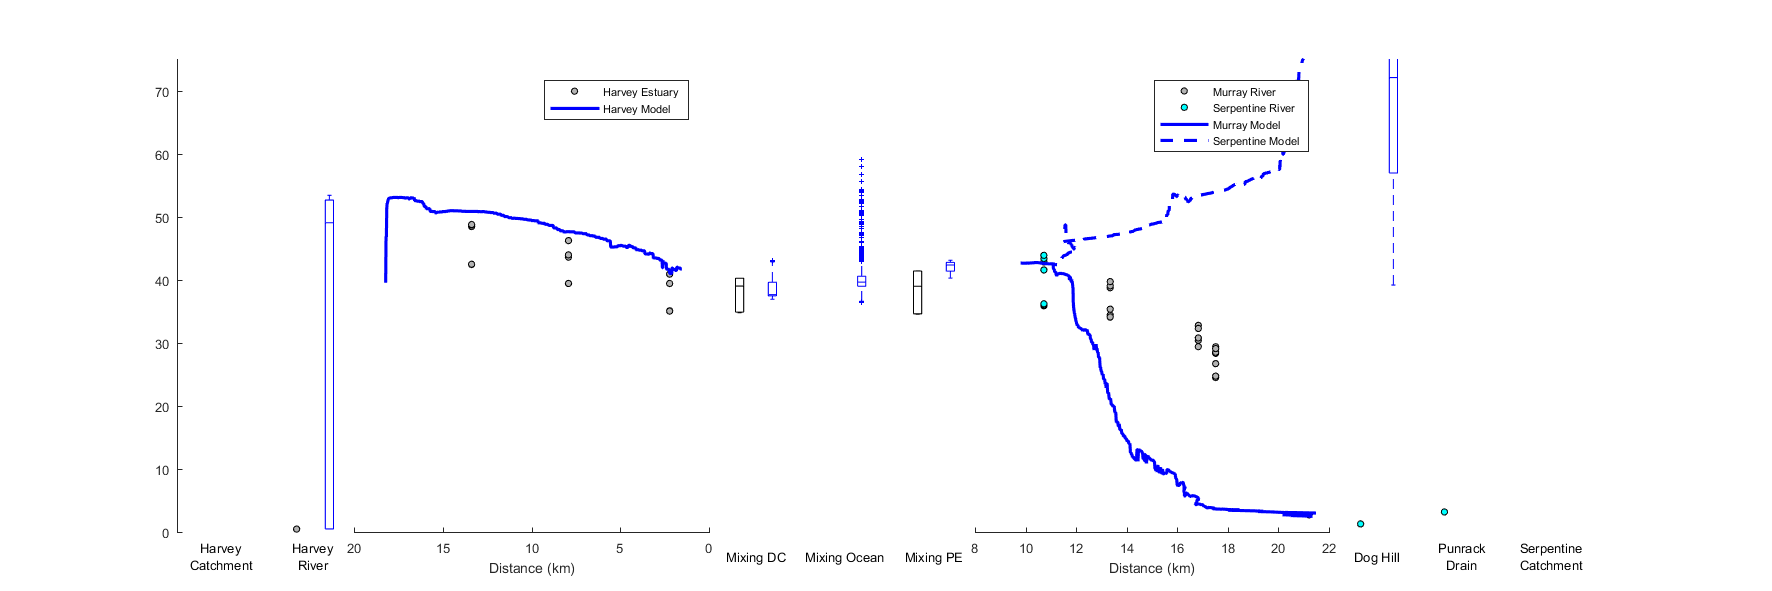 70
60
50
40
30
20
10
0
Harvey Estuary
Harvey Model
Murray River
Serpentine River
Murray Model
Serpentine Model
Harvey
Catchment
Harvey
River
20 15 10 5 0
Distance (km)
Mixing DC
Mixing Ocean
Mixing PE
8 10 12 14 16 18 20 22
Distance (km)
Dog Hill
Punrack
Drain
Serpentine
Catchment